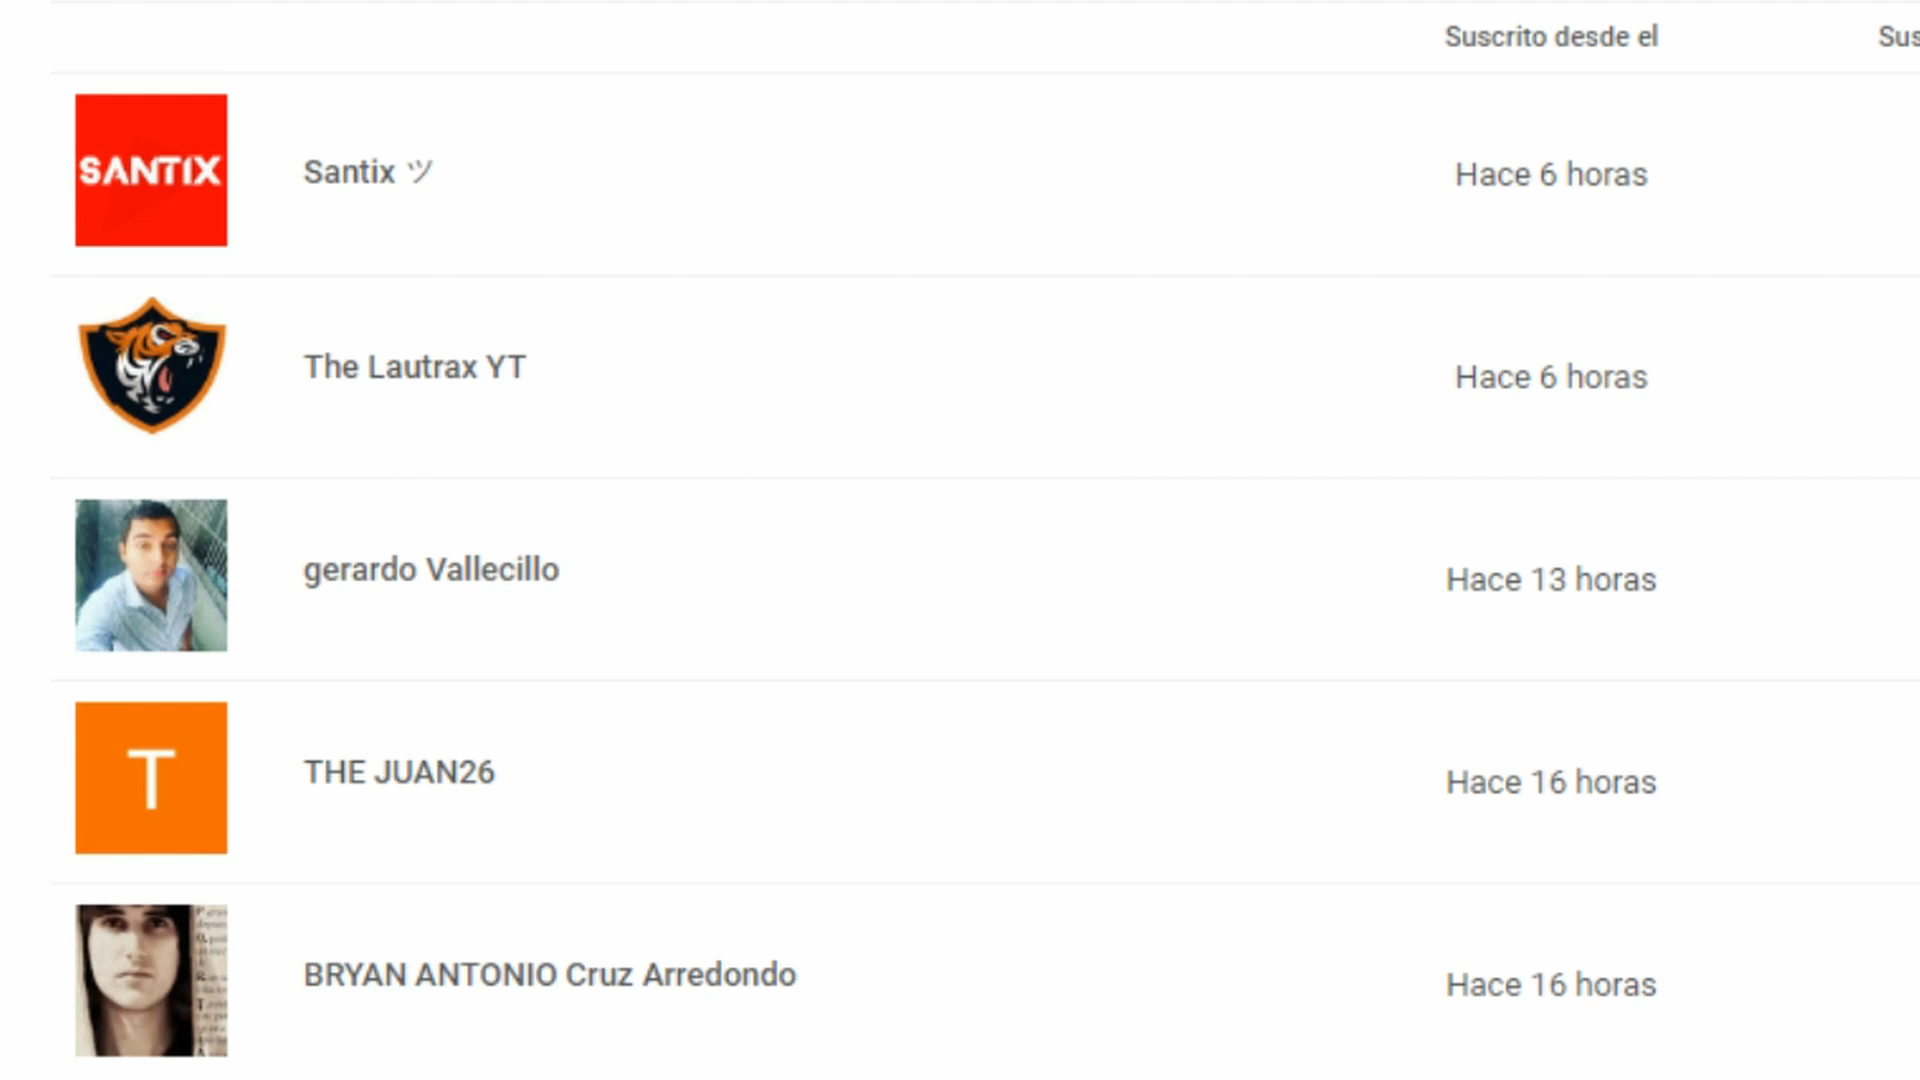 Suscrito desde el Sus
SANTIX
Santix ツ
Hace 6 horas
The Lautrax YT
Hace 6 horas
gerardo Vallecillo
Hace 13 horas
T
THE JUAN26
Hace 16 horas
BRYAN ANTONIO Cruz Arredondo
Hace 16 horas